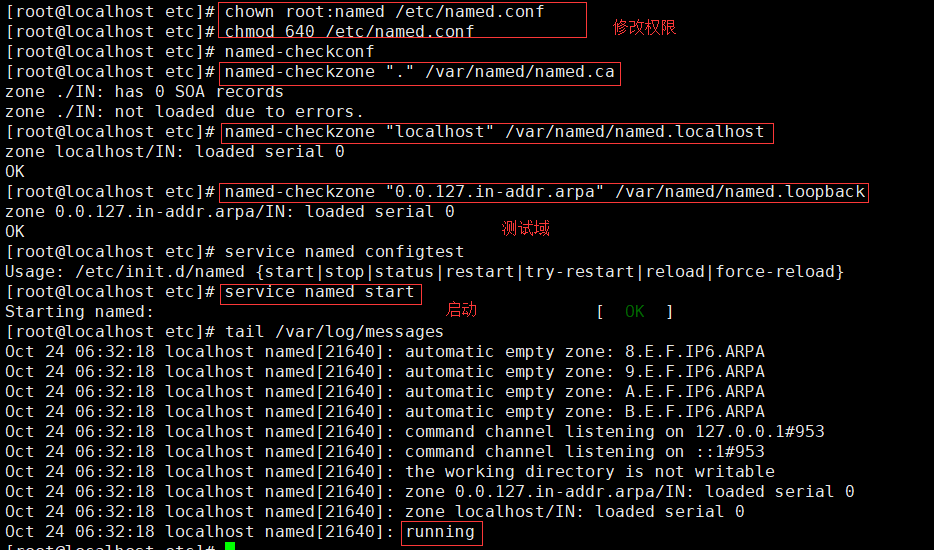 [root@localhost etc]# chown root:named /etc/named.conf
[root@localhost etc]# chmod 640 /etc/named.conf
修改权限
[root@localhost etc]# named-checkconf
[root@localhost etc]# named-checkzone "." /var/named/named.ca
zone ./IN: has 0 SOA records
zone ./IN: not loaded due to errors.
[root@localhost etc]# named-checkzone "localhost" /var/named/named.localhost
zone localhost/IN: loaded serial 0
OK
[root@localhost etc]# named-checkzone "0.0.127.in-addr.arpa" /var/named/named.loopback
zone 0.0.127.in-addr.arpa/IN: loaded serial 0
OK
测试域
[root@localhost etc]# service named configtest
Usage: /etc/init.d/named {start|stop|status|restart|try-restart|reload|force-reload}
[root@localhost etc]# service named start
启动
Starting named: [ OK ]
[root@localhost etc]# tail /var/log/messages
Oct 24 06:32:18 localhost named[21640]: automatic empty zone: 8.E.F.IP6.ARPA
Oct 24 06:32:18 localhost named[21640]: automatic empty zone: 9.E.F.IP6.ARPA
Oct 24 06:32:18 localhost named[21640]: automatic empty zone: A.E.F.IP6.ARPA
Oct 24 06:32:18 localhost named[21640]: automatic empty zone: B.E.F.IP6.ARPA
Oct 24 06:32:18 localhost named[21640]: command channel listening on 127.0.0.1#953
Oct 24 06:32:18 localhost named[21640]: command channel listening on ::1#953
Oct 24 06:32:18 localhost named[21640]: the working directory is not writable
Oct 24 06:32:18 localhost named[21640]: zone 0.0.127.in-addr.arpa/IN: loaded serial 0
Oct 24 06:32:18 localhost named[21640]: zone localhost/IN: loaded serial 0
Oct 24 06:32:18 localhost named[21640]: running
[root@localhost etc]#